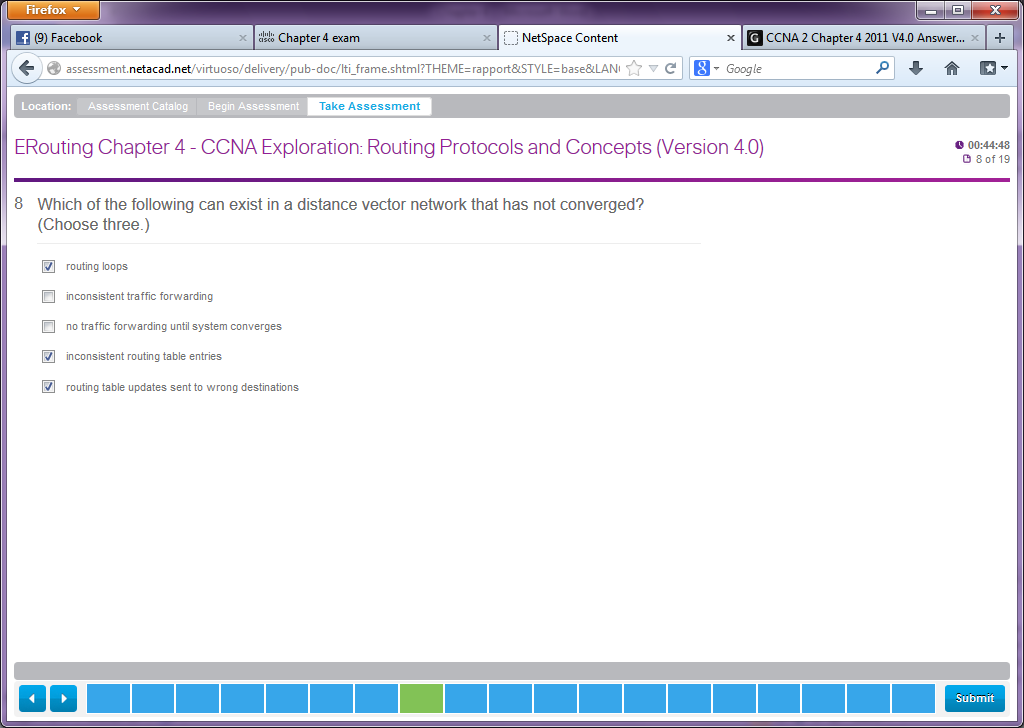 Firefox
(9) Facebook
cisco Chapter 4 exam
NetSpace Content
G CCNA 2 Chapter 4 2011 V4.0 Answer...
assessment.netacad.net/virtuoso/delivery/pub-doc/lti_frame.shtml?THEME=rapport&STYLE=base&LAN
Google
Location: Assessment Catalog Begin Assessment Take Assessment
ERouting Chapter 4 - CCNA Exploration: Routing Protocols and Concepts (Version 4.0)
00:44:48
8 of 19
8 Which of the following can exist in a distance vector network that has not converged?
(Choose three.)
routing loops
inconsistent traffic forwarding
no traffic forwarding until system converges
inconsistent routing table entries
routing table updates sent to wrong destinations
Submit